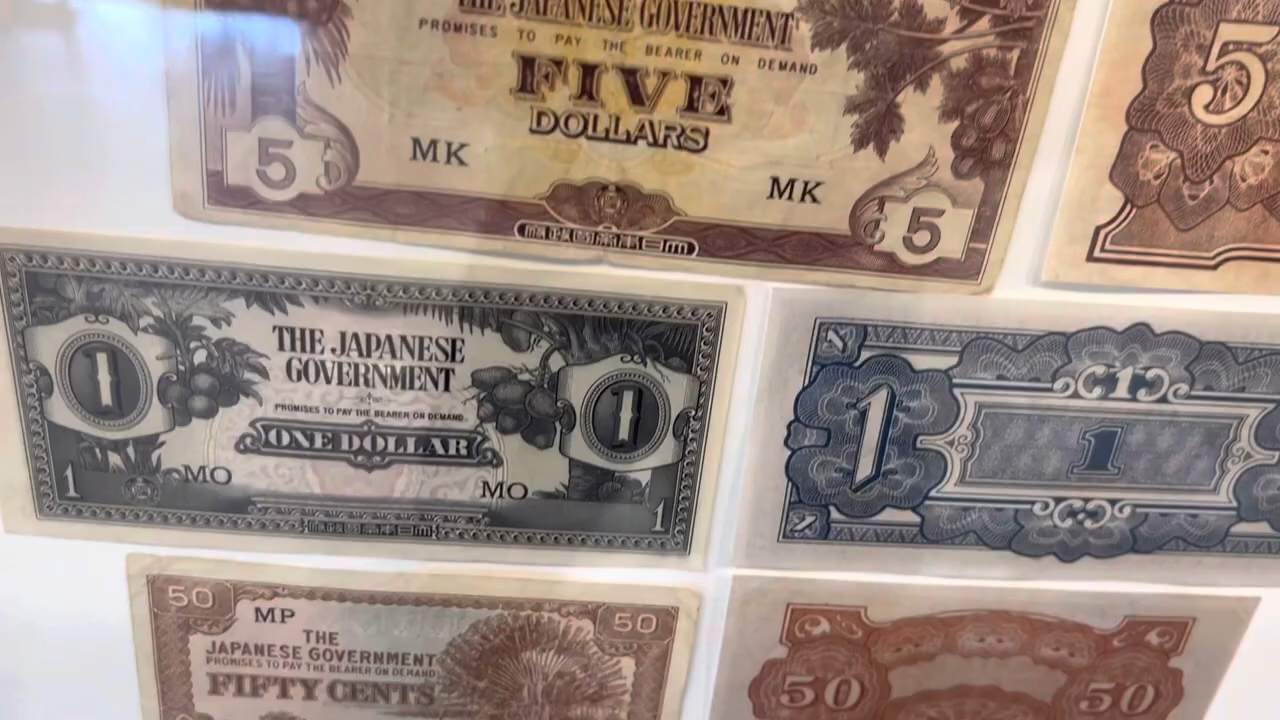 THE JAPANESE GOVERNMENT
PROMISES TO PAY THE BEARER ON DEMAND
FIVE
DOLLARS
MK
MK
5
5
5
THE JAPANESE
GOVERNMENT
PROMISES TO PAY THE BEARER ON DEMAND
ONE DOLLAR
1
1
MO
MO
1
1
1
1
1
50
MP
50
THE
JAPANESE GOVERNMENT
PROMISES TO PAY THE BEARER ON DEMAND
FIFTY CENTS
50
50